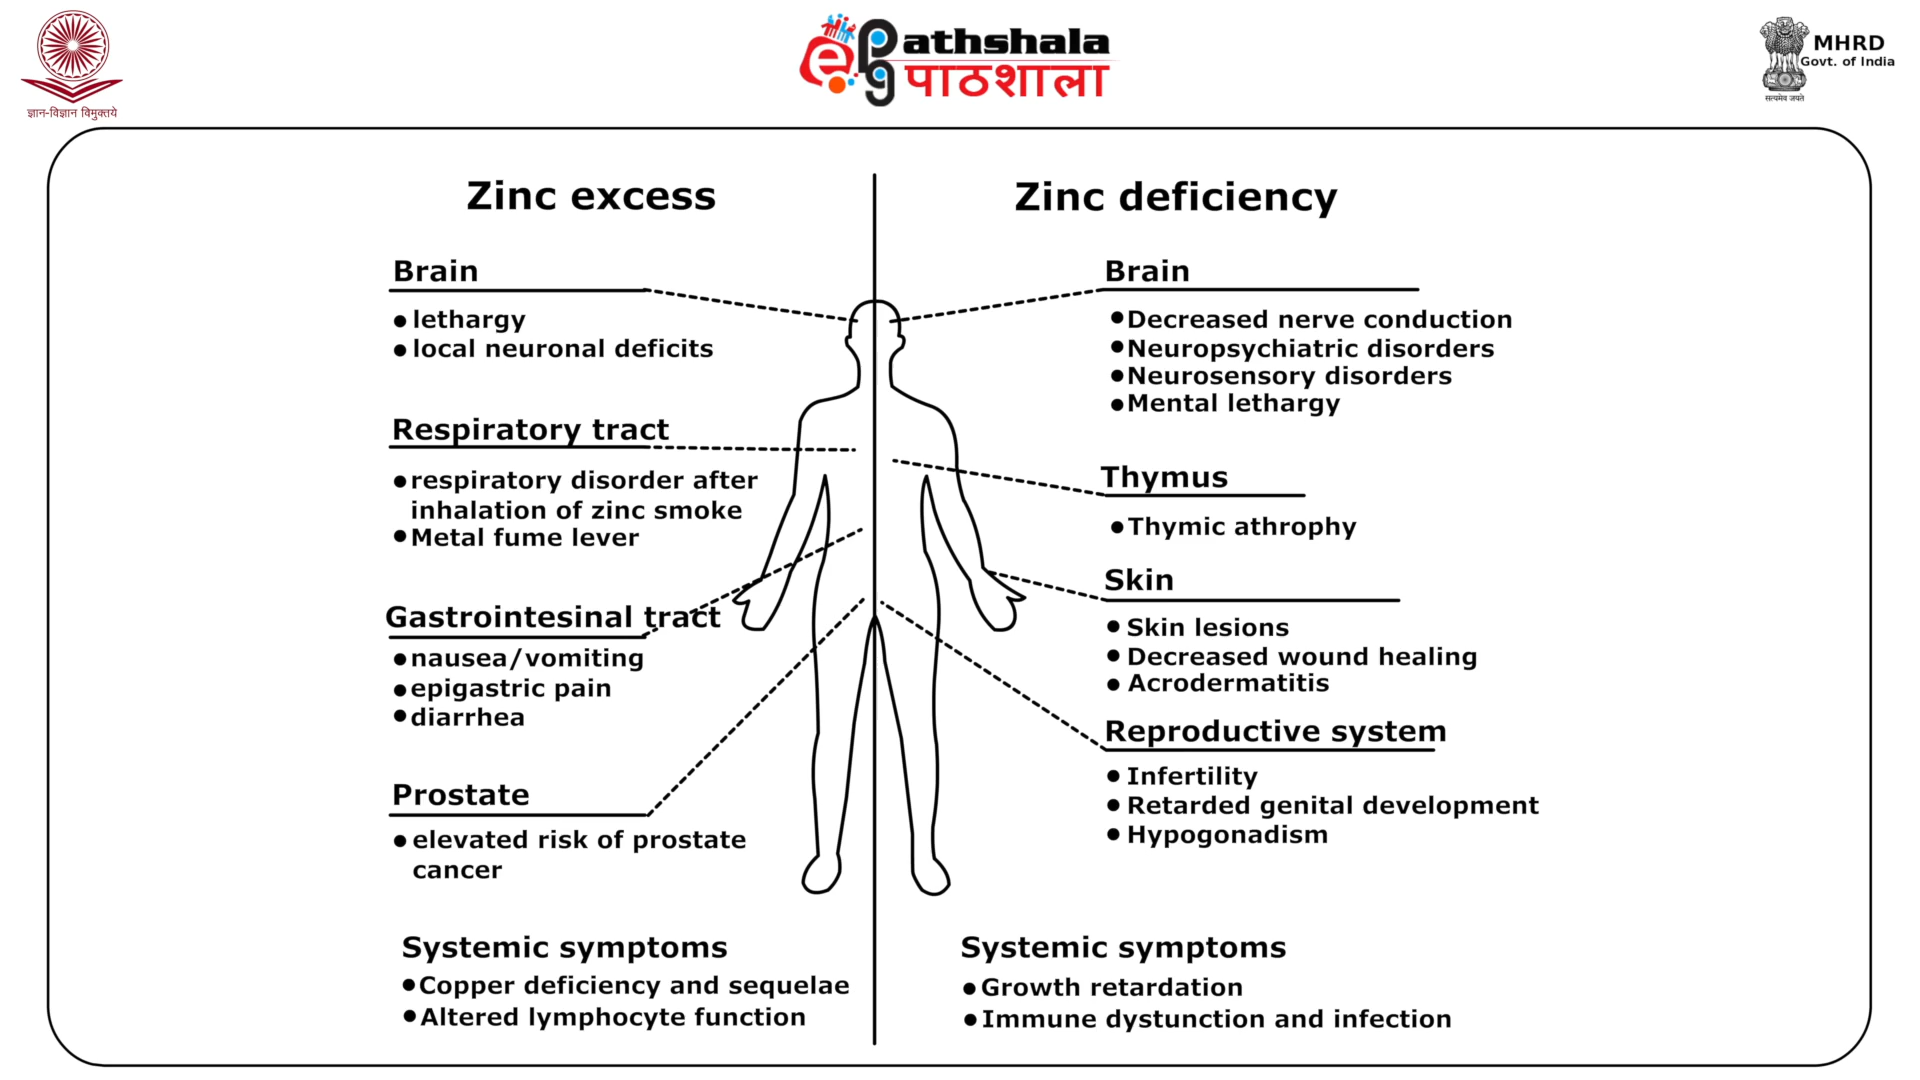 ज्ञान-विज्ञान विमुक्तये
e
pg
athshala
पाठशाला
MHRD
Govt. of India
सत्यमेव जयते
Zinc excess
Brain
● lethargy
● local neuronal deficits
Respiratory tract
● respiratory disorder after
inhalation of zinc smoke
● Metal fume lever
Gastrointesinal tract
● nausea/vomiting
● epigastric pain
● diarrhea
Prostate
● elevated risk of prostate
cancer
Systemic symptoms
● Copper deficiency and sequelae
● Altered lymphocyte function
Zinc deficiency
Brain
● Decreased nerve conduction
● Neuropsychiatric disorders
● Neurosensory disorders
● Mental lethargy
Thymus
● Thymic athrophy
Skin
● Skin lesions
● Decreased wound healing
● Acrodermatitis
Reproductive system
● Infertility
● Retarded genital development
● Hypogonadism
Systemic symptoms
● Growth retardation
● Immune dystunction and infection